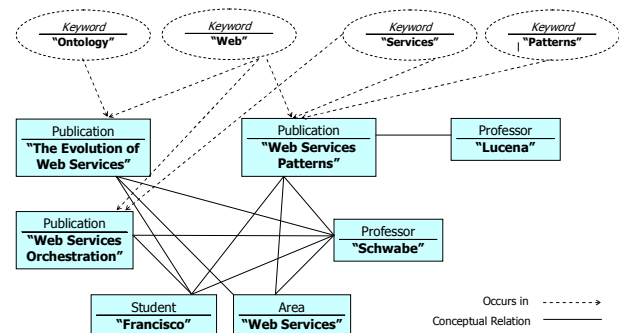 Keyword
"Ontology"
Keyword
"Web"
Keyword
"Services"
Keyword
"Patterns"
Publication
"The Evolution of
Web Services"
Publication
"Web Services
Patterns"
Professor
"Lucena"
Publication
"Web Services
Orchestration"
Professor
"Schwabe"
Student
"Francisco"
Area
"Web Services"
Occurs in
Conceptual Relation